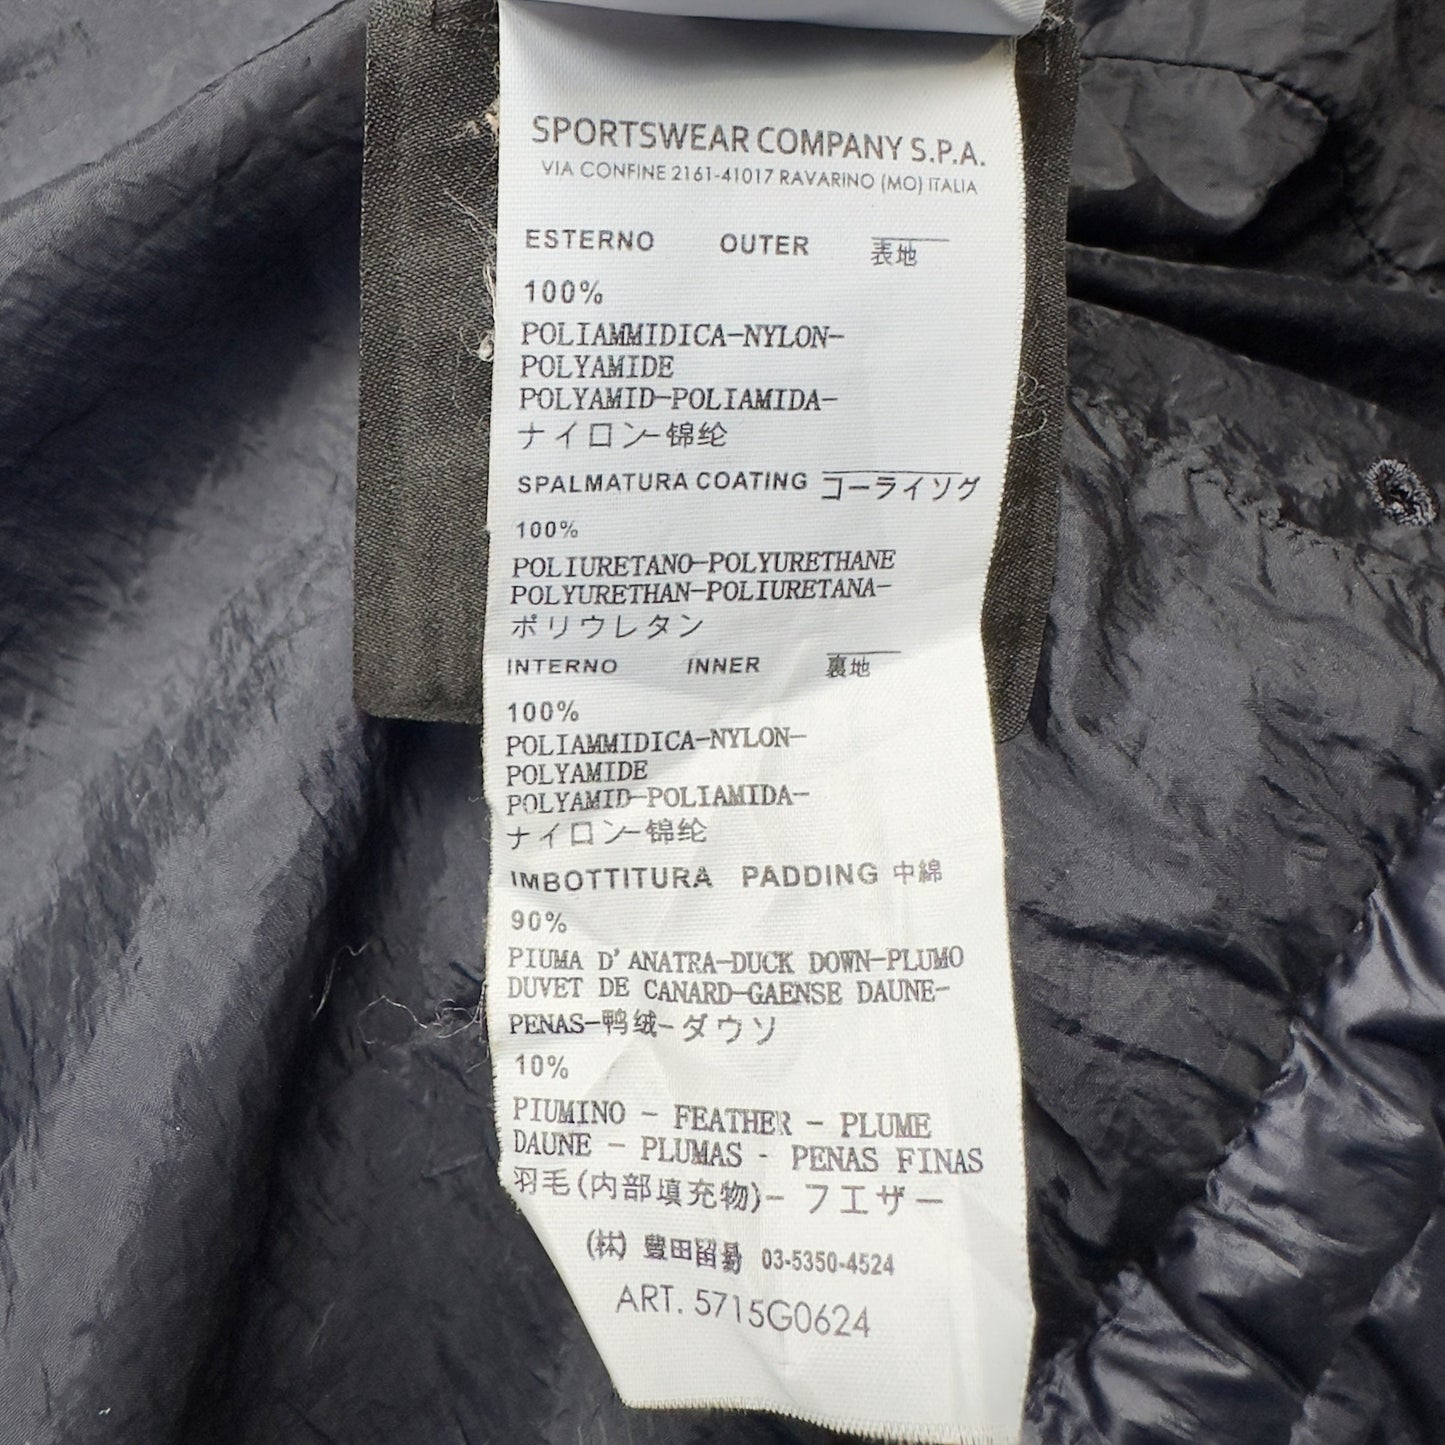 SPORTSWEAR COMPANY S.P.A.
VIA CONFINE 2161-41017 RAVARINO (MO) ITALIA
ESTERNO OUTER 表地
100%
POLIAMMIDICA-NYLON-
POLYAMIDE
POLYAMID-POLIAMIDA-
ナイロン-锦纶
SPALMATURA COATING コーライソグ
100%
POLIURETANO-POLYURETHANE
POLYURETHAN-POLIURETANA-
ポリウレタン
INTERNO INNER 裏地
100%
POLIAMMIDICA-NYLON-
POLYAMIDE
POLYAMID-POLIAMIDA-
ナイロン-锦纶
IMBOTTITURA PADDING 中綿
90%
PIUMA D'ANATRA-DUCK DOWN-PLUMO
DUVET DE CANARD-GAENSE DAUNE-
PENAS-鸭绒-ダウソ
10%
PIUMINO - FEATHER - PLUME
DAUNE - PLUMAS - PENAS FINAS
羽毛(内部填充物)- フエザー
(株) 豊田留易 03-5350-4524
ART. 5715G0624